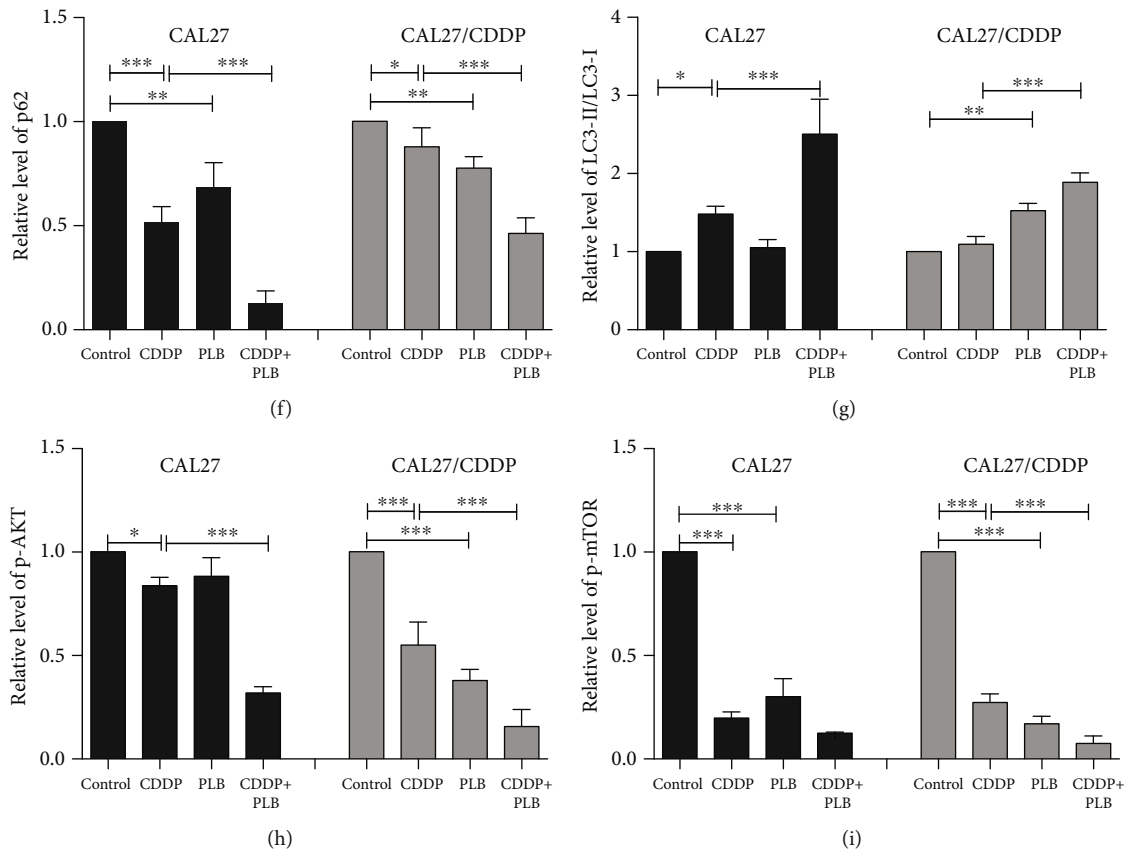 Relative level of p62
1.5
1.0
0.5
0.0
CAL27
CAL27/CDDP
*** ***
**
* ***
**
Control CDDP PLB CDDP+ PLB
Control CDDP PLB CDDP+ PLB
(f)
Relative level of LC3-II/LC3-I
4
3
2
1
0
CAL27
CAL27/CDDP
* ***
***
**
Control CDDP PLB CDDP+ PLB
Control CDDP PLB CDDP+ PLB
(g)
Relative level of p-AKT
1.5
1.0
0.5
0.0
CAL27
CAL27/CDDP
* ***
*** ***
***
Control CDDP PLB CDDP+ PLB
Control CDDP PLB CDDP+ PLB
(h)
Relative level of p-mTOR
1.5
1.0
0.5
0.0
CAL27
CAL27/CDDP
***
***
*** ***
***
Control CDDP PLB CDDP+ PLB
Control CDDP PLB CDDP+ PLB
(i)